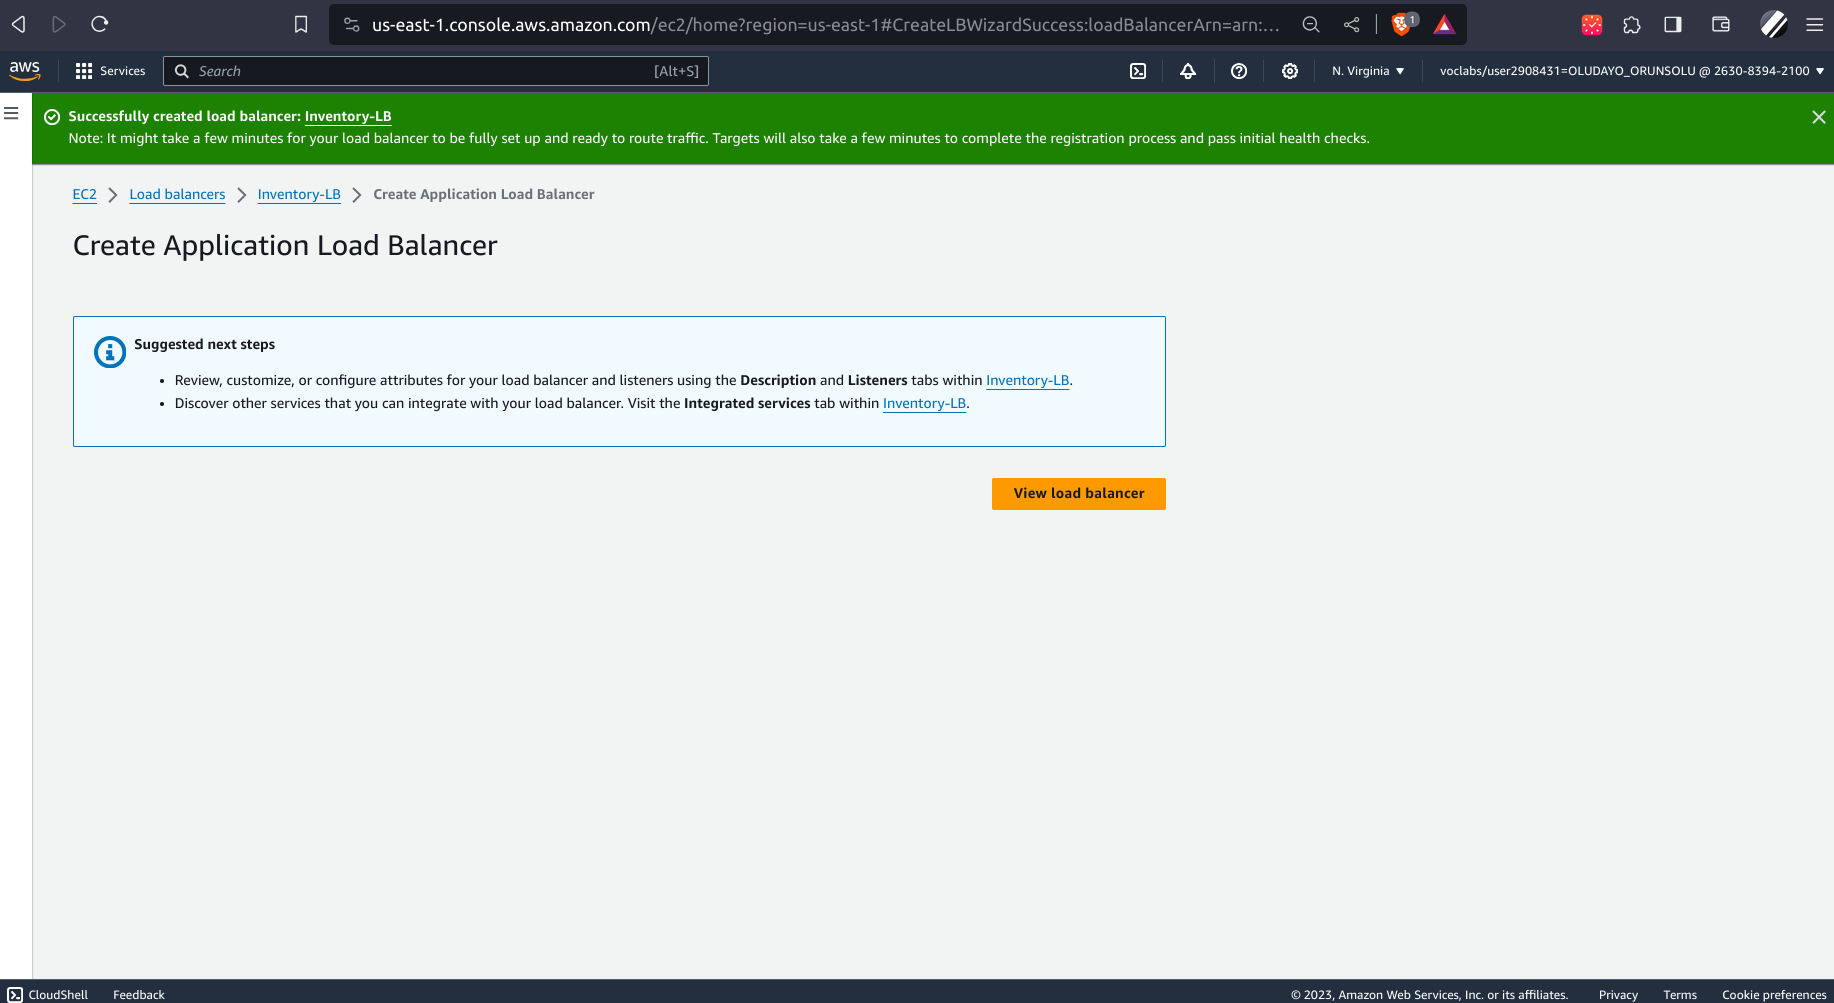 us-east-1.console.aws.amazon.com/ec2/home?region=us-east-1#CreateLBWizardSuccess:loadBalancerArn=arn:...
1
aws
Services
Search
[Alt+S]
N. Virginia
voclabs/user2908431=OLUDAYO_ORUNSOLU @ 2630-8394-2100
Successfully created load balancer: Inventory-LB
Note: It might take a few minutes for your load balancer to be fully set up and ready to route traffic. Targets will also take a few minutes to complete the registration process and pass initial health checks.
EC2 > Load balancers > Inventory-LB > Create Application Load Balancer
Create Application Load Balancer
Suggested next steps
• Review, customize, or configure attributes for your load balancer and listeners using the Description and Listeners tabs within Inventory-LB.
• Discover other services that you can integrate with your load balancer. Visit the Integrated services tab within Inventory-LB.
View load balancer
CloudShell
Feedback
© 2023, Amazon Web Services, Inc. or its affiliates.
Privacy
Terms
Cookie preferences